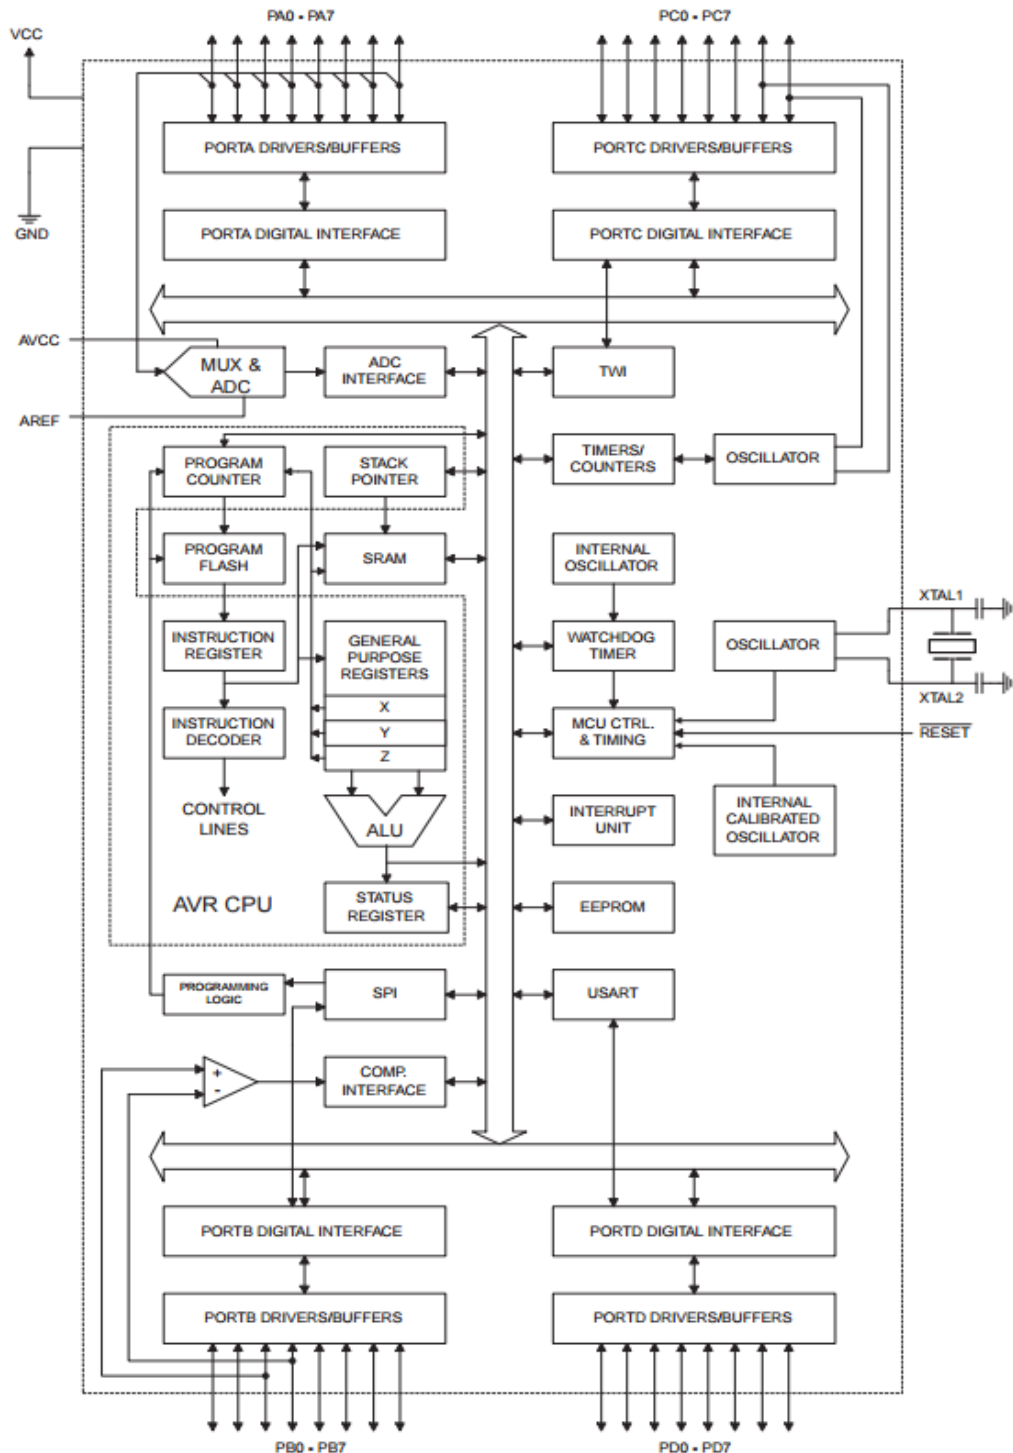 PA0 - PA7
PC0 - PC7
VCC
PORTA DRIVERS/BUFFERS
PORTC DRIVERS/BUFFERS
GND
PORTA DIGITAL INTERFACE
PORTC DIGITAL INTERFACE
AVCC
MUX &
ADC
ADC
INTERFACE
TWI
AREF
PROGRAM
COUNTER
STACK
POINTER
TIMERS/
COUNTERS
OSCILLATOR
PROGRAM
FLASH
SRAM
INTERNAL
OSCILLATOR
XTAL1
INSTRUCTION
REGISTER
GENERAL
PURPOSE
REGISTERS
WATCHDOG
TIMER
OSCILLATOR
XTAL2
X
Y
Z
INSTRUCTION
DECODER
MCU CTRL.
& TIMING
RESET
CONTROL
LINES
ALU
INTERRUPT
UNIT
INTERNAL
CALIBRATED
OSCILLATOR
AVR CPU
STATUS
REGISTER
EEPROM
PROGRAMMING
LOGIC
SPI
USART
+
-
COMP.
INTERFACE
PORTB DIGITAL INTERFACE
PORTD DIGITAL INTERFACE
PORTB DRIVERS/BUFFERS
PORTD DRIVERS/BUFFERS
PB0 - PB7
PD0 - PD7